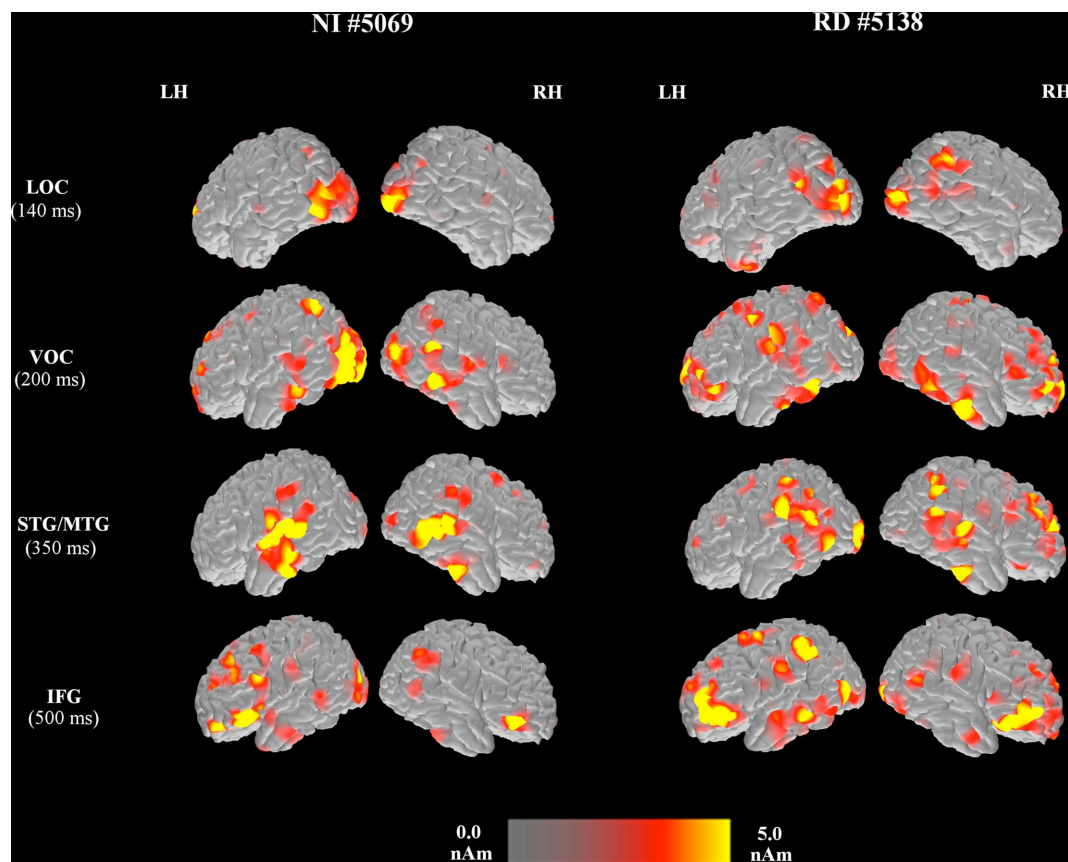 NI #5069 RD #5138
LH RH LH RH
LOC
(140 ms)
VOC
(200 ms)
STG/MTG
(350 ms)
IFG
(500 ms)
0.0 5.0
nAm nAm